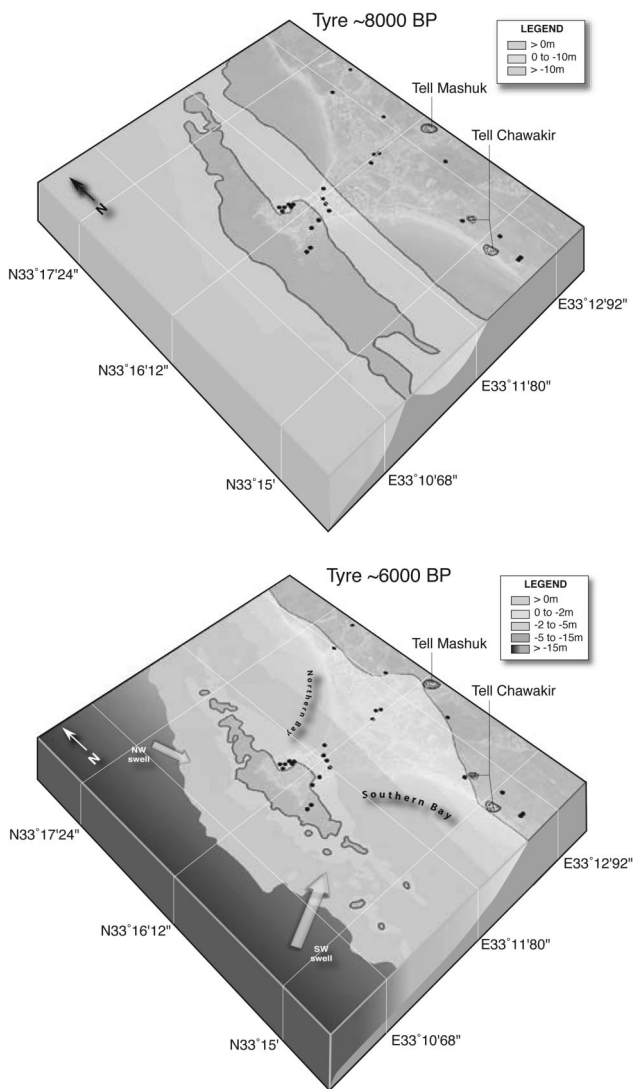 Tyre ~8000 BP
LEGEND
> 0m
0 to -10m
> -10m
Tell Mashuk
Tell Chawakir
N
N33°17'24"
N33°16'12"
N33°15'
E33°12'92"
E33°11'80"
E33°10'68"
Tyre ~6000 BP
LEGEND
> 0m
0 to -2m
-2 to -5m
-5 to -15m
> -15m
Tell Mashuk
Tell Chawakir
Northern Bay
N
NW
swell
Southern Bay
SW
swell
N33°17'24"
N33°16'12"
N33°15'
E33°12'92"
E33°11'80"
E33°10'68"